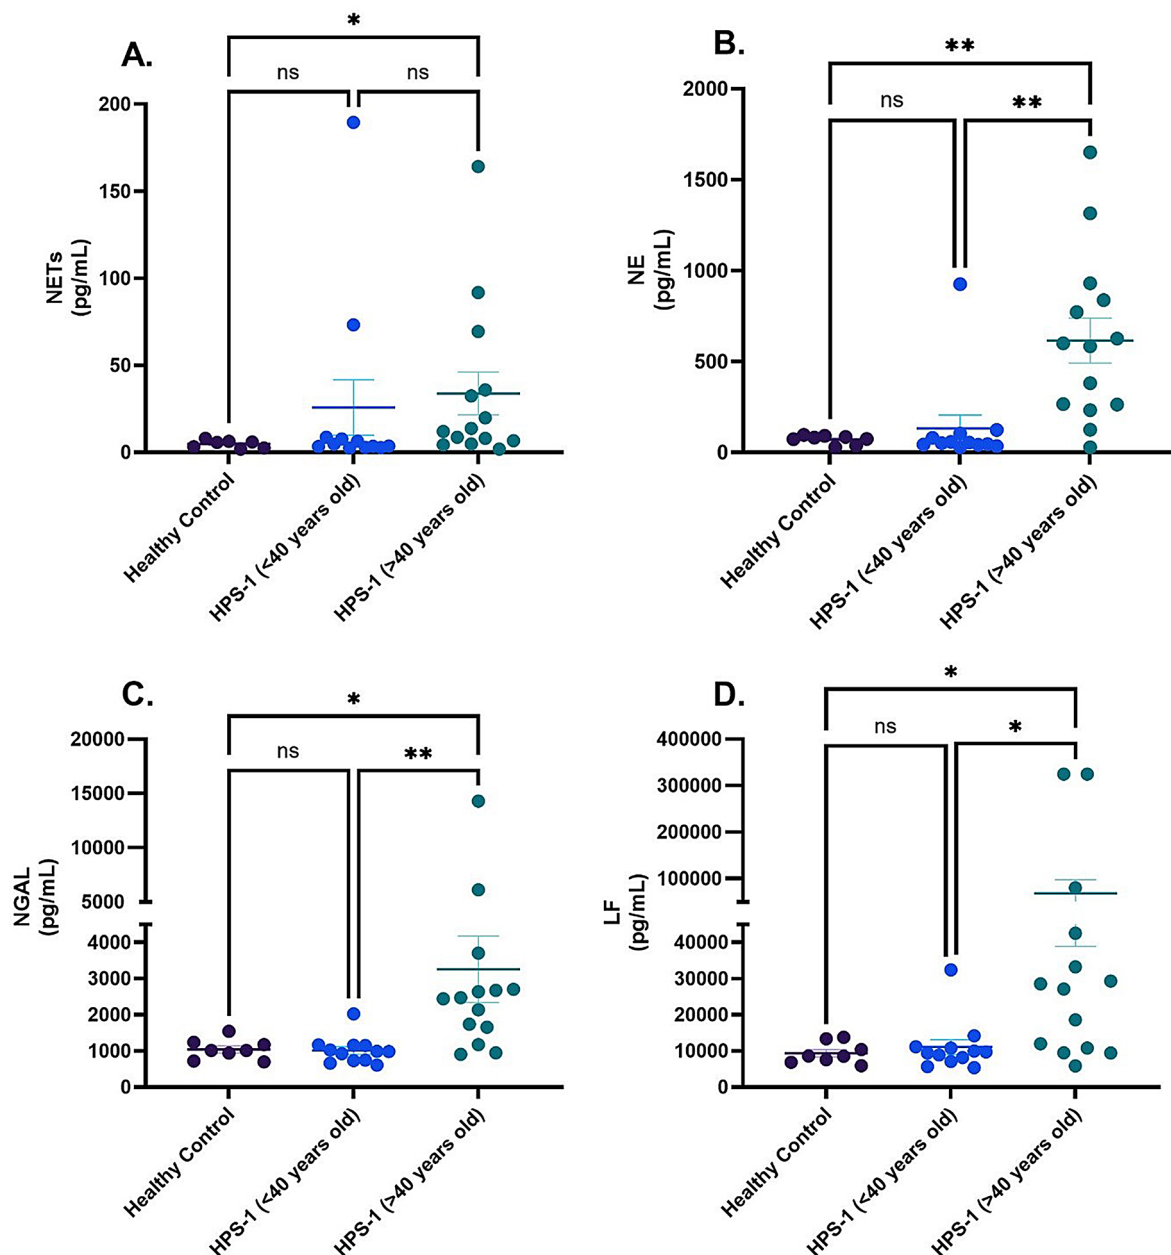 A.
*
ns
ns
200
150
100
50
0
NETs
(pg/mL)
Healthy Control
HPS-1 (<40 years old)
HPS-1 (>40 years old)
B.
**
ns
**
2000
1500
1000
500
0
NE
(pg/mL)
Healthy Control
HPS-1 (<40 years old)
HPS-1 (>40 years old)
C.
*
ns
**
20000
15000
10000
5000
4000
3000
2000
1000
0
NGAL
(pg/mL)
Healthy Control
HPS-1 (<40 years old)
HPS-1 (>40 years old)
D.
*
ns
*
400000
300000
200000
100000
40000
30000
20000
10000
0
LF
(pg/mL)
Healthy Control
HPS-1 (<40 years old)
HPS-1 (>40 years old)